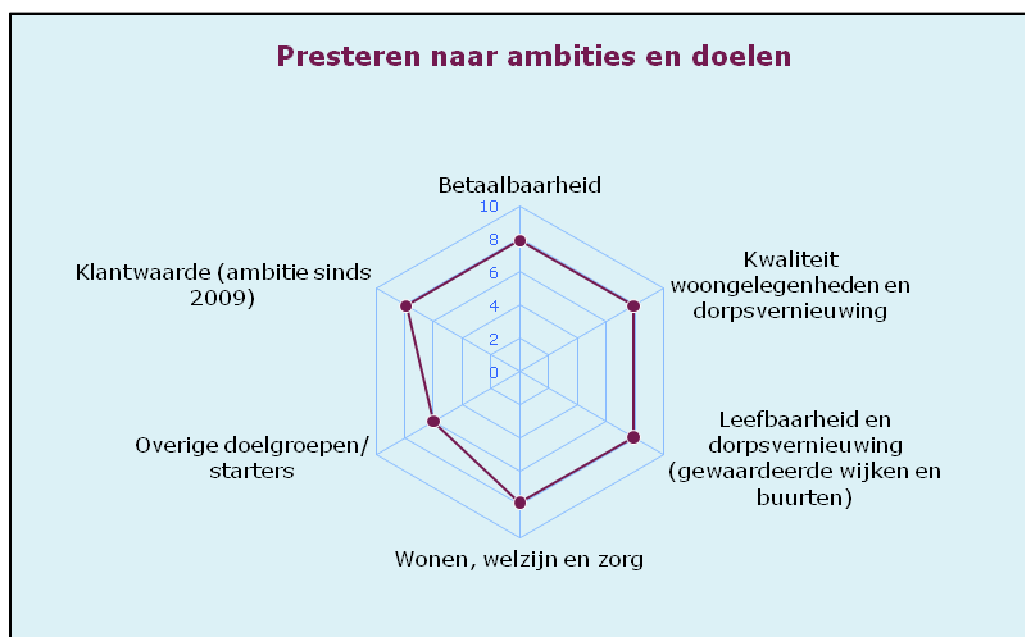 Presteren naar ambities en doelen
Betaalbaarheid
10
8
6
4
2
0
Kwaliteit
woongelegenheden en
dorpsvernieuwing
Leefbaarheid en
dorpsvernieuwing
(gewaardeerde wijken en
buurten)
Wonen, welzijn en zorg
Overige doelgroepen/
starters
Klantwaarde (ambitie sinds
2009)